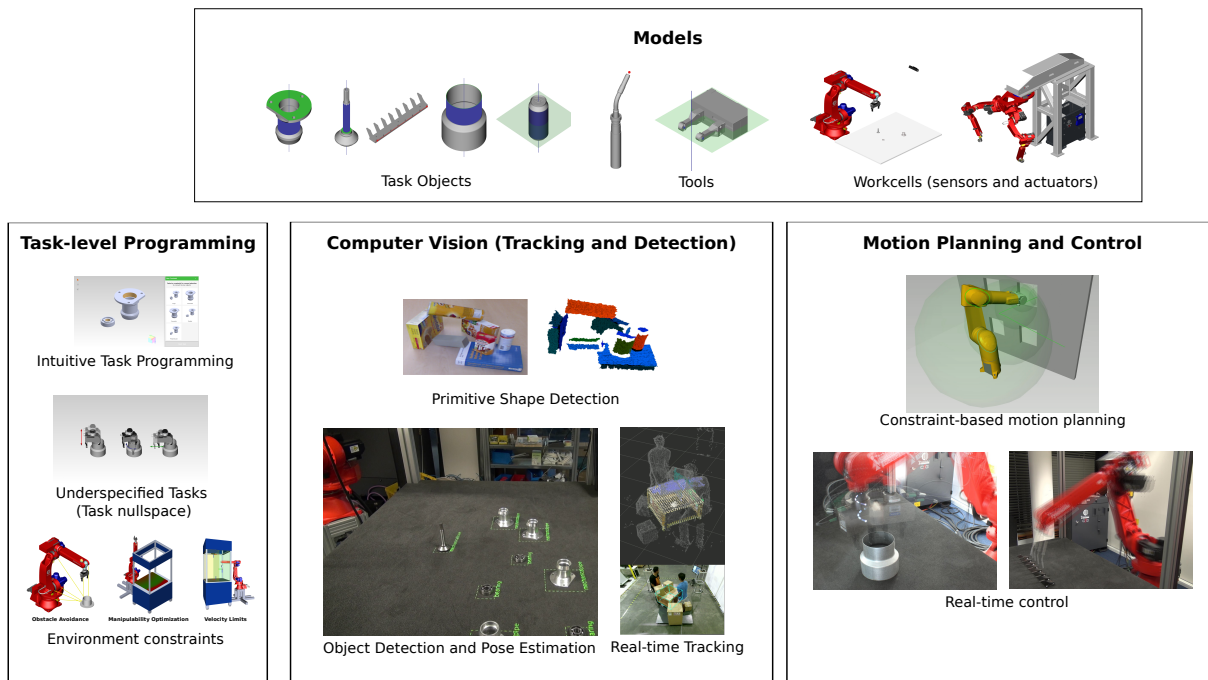 Models
Task Objects
Tools
Workcells (sensors and actuators)
Task-level Programming
Intuitive Task Programming
Underspecified Tasks
(Task nullspace)
Obstacle Avoidance
Manipulability Optimization
Velocity Limits
Environment constraints
Computer Vision (Tracking and Detection)
Primitive Shape Detection
Object Detection and Pose Estimation
Real-time Tracking
Motion Planning and Control
Constraint-based motion planning
Real-time control